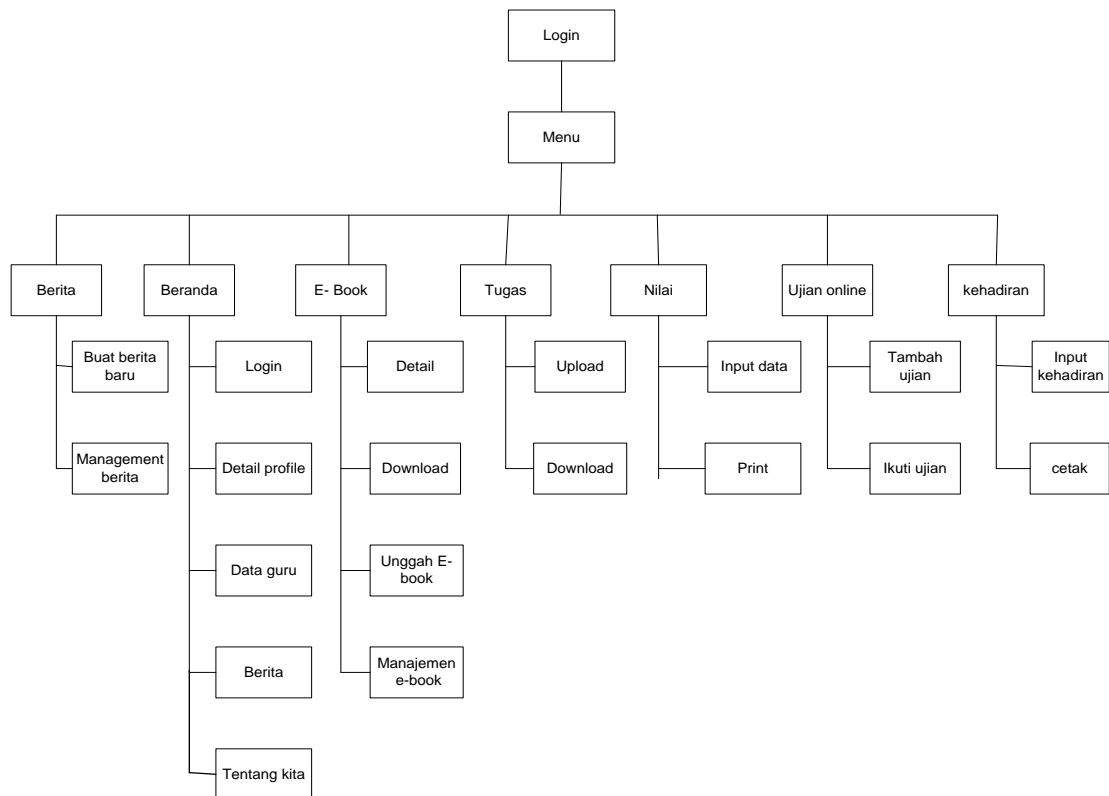 Login
Menu
Berita
Beranda
E- Book
Tugas
Nilai
Ujian online
kehadiran
Buat berita
baru
Login
Detail
Upload
Input data
Tambah
ujian
Input
kehadiran
Management
berita
Detail profile
Download
Download
Print
Ikuti ujian
cetak
Data guru
Unggah E-
book
Berita
Manajemen
e-book
Tentang kita